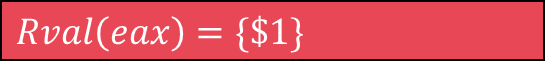 Rval(eax) = {$1}